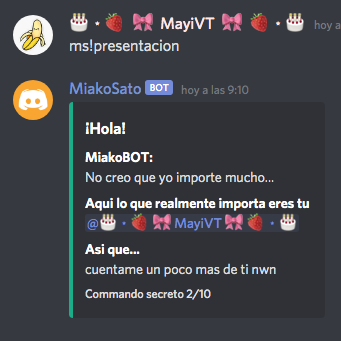 🎂 • 🍓 🎀 MayiVT 🎀 🍓 • 🎂 hoy a
ms!presentacion
MiakoSato BOT hoy a las 9:10
¡Hola!
MiakoBOT:
No creo que yo importe mucho...
Aqui lo que realmente importa eres tu
@🎂 • 🍓 🎀MayiVT🎀 🍓 • 🎂
Asi que...
cuentame un poco mas de ti nwn
Commando secreto 2/10